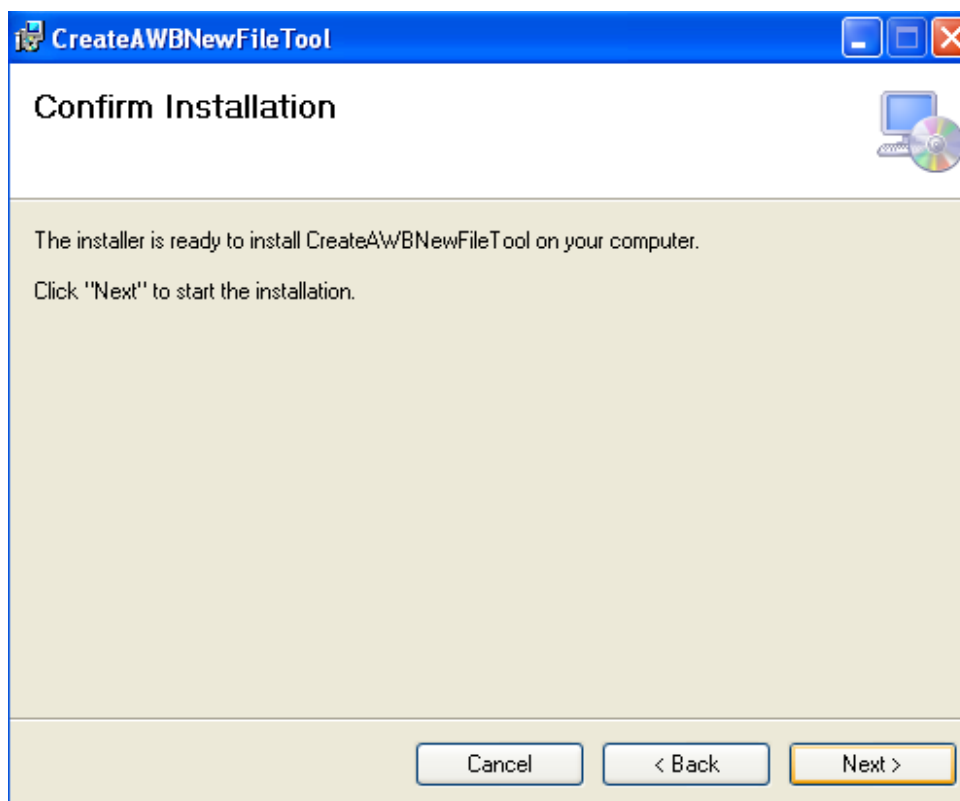 CreateAWBNewFileTool
Confirm Installation
The installer is ready to install CreateAWBNewFileTool on your computer.
Click "Next" to start the installation.
Cancel
< Back
Next >